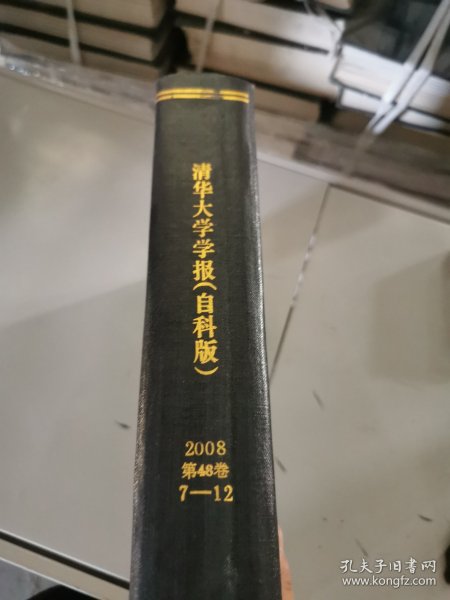 清华大学学报(自科版)
2008
第48卷
7—12
孔夫子旧书网
www.kongfz.com